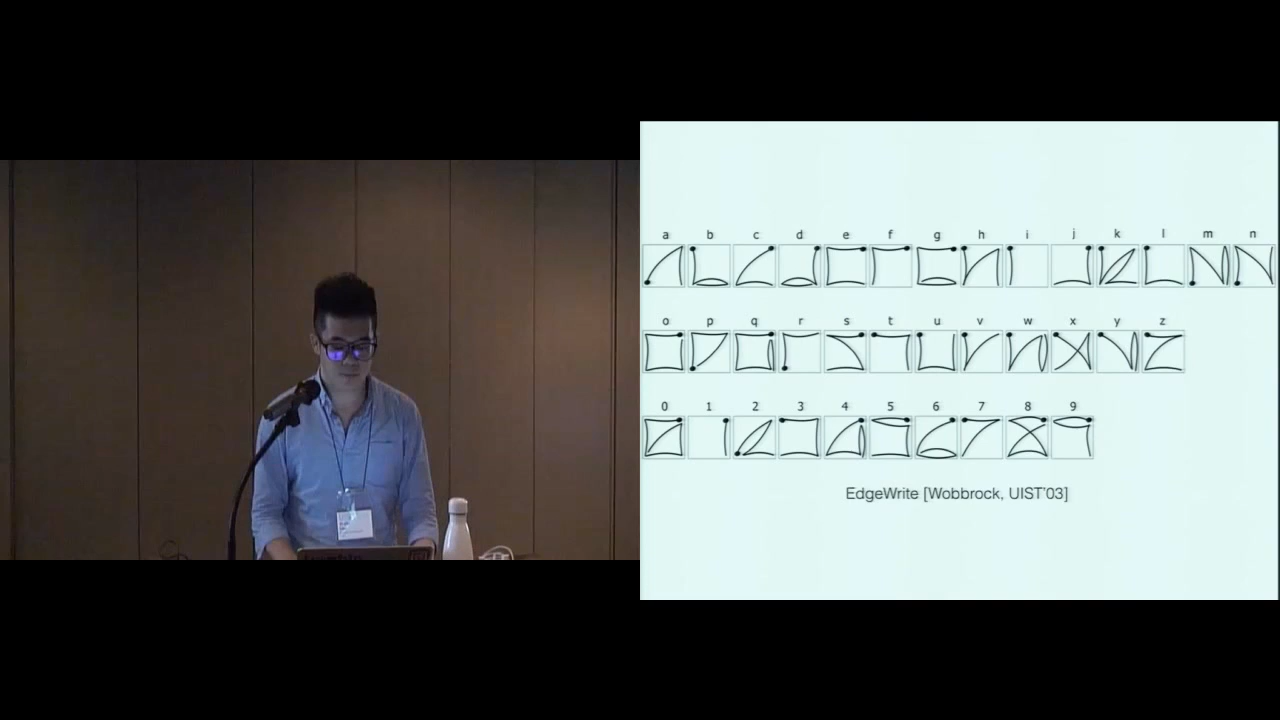 a b c d e f g h i j k l m n
o p q r s t u v w x y z
0 1 2 3 4 5 6 7 8 9
EdgeWrite [Wobbrock, UIST'03]